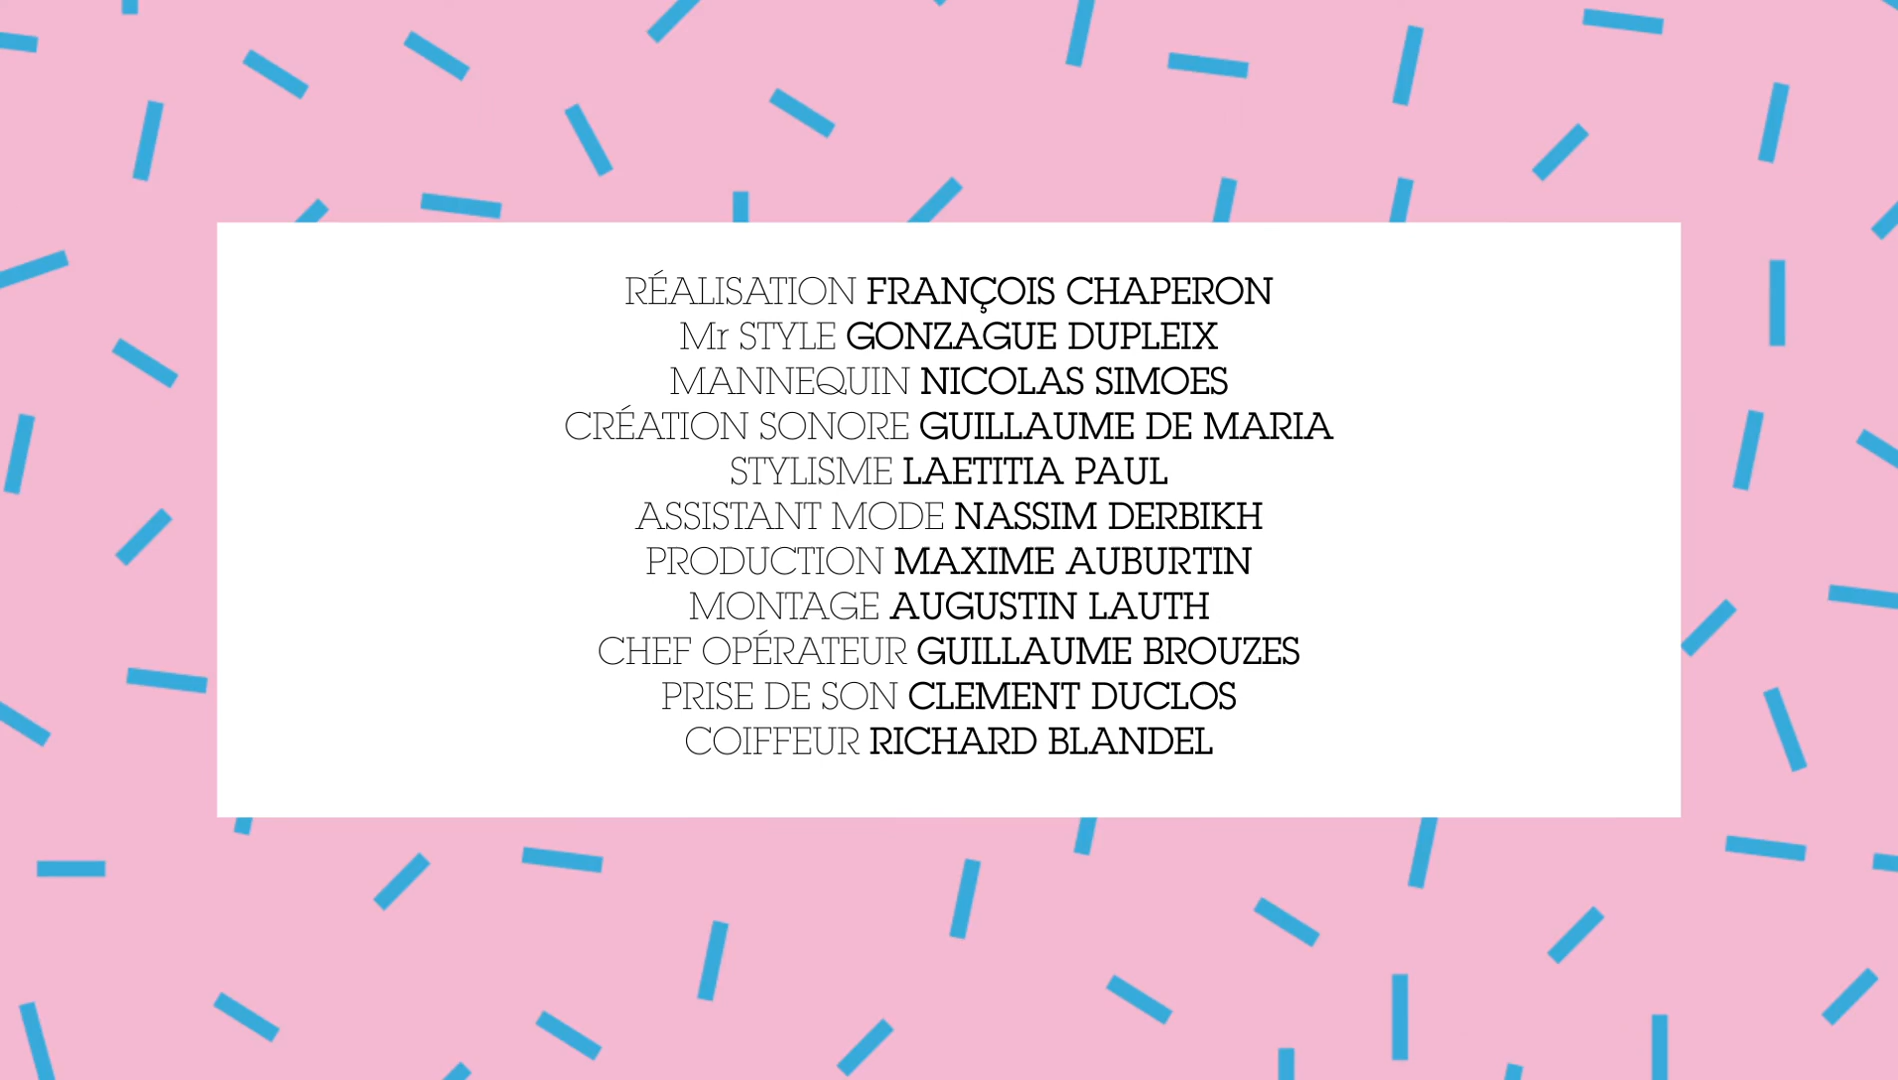 RÉALISATION FRANÇOIS CHAPERON
Mr STYLE GONZAGUE DUPLEIX
MANNEQUIN NICOLAS SIMOES
CRÉATION SONORE GUILLAUME DE MARIA
STYLISME LAETITIA PAUL
ASSISTANT MODE NASSIM DERBIKH
PRODUCTION MAXIME AUBURTIN
MONTAGE AUGUSTIN LAUTH
CHEF OPÉRATEUR GUILLAUME BROUZES
PRISE DE SON CLEMENT DUCLOS
COIFFEUR RICHARD BLANDEL